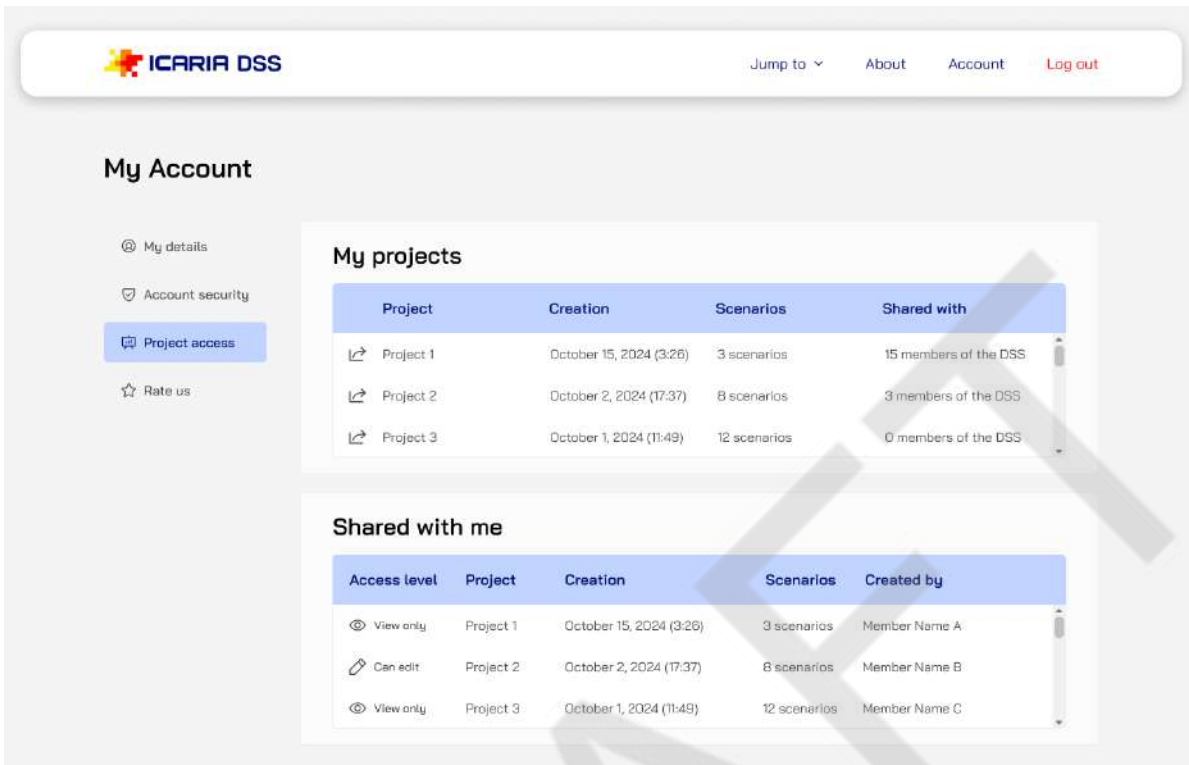 ICARIA DSS
Jump to About Account Log out
My Account
My details
Account security
Project access
Rate us
My projects
Project Creation Scenarios Shared with
Project 1 October 15, 2024 (3:26) 3 scenarios 15 members of the DSS
Project 2 October 2, 2024 (17:37) 8 scenarios 3 members of the DSS
Project 3 October 1, 2024 (11:49) 12 scenarios 0 members of the DSS
Shared with me
Access level Project Creation Scenarios Created by
View only Project 1 October 15, 2024 (3:26) 3 scenarios Member Name A
Can edit Project 2 October 2, 2024 (17:37) 8 scenarios Member Name B
View only Project 3 October 1, 2024 (11:49) 12 scenarios Member Name C